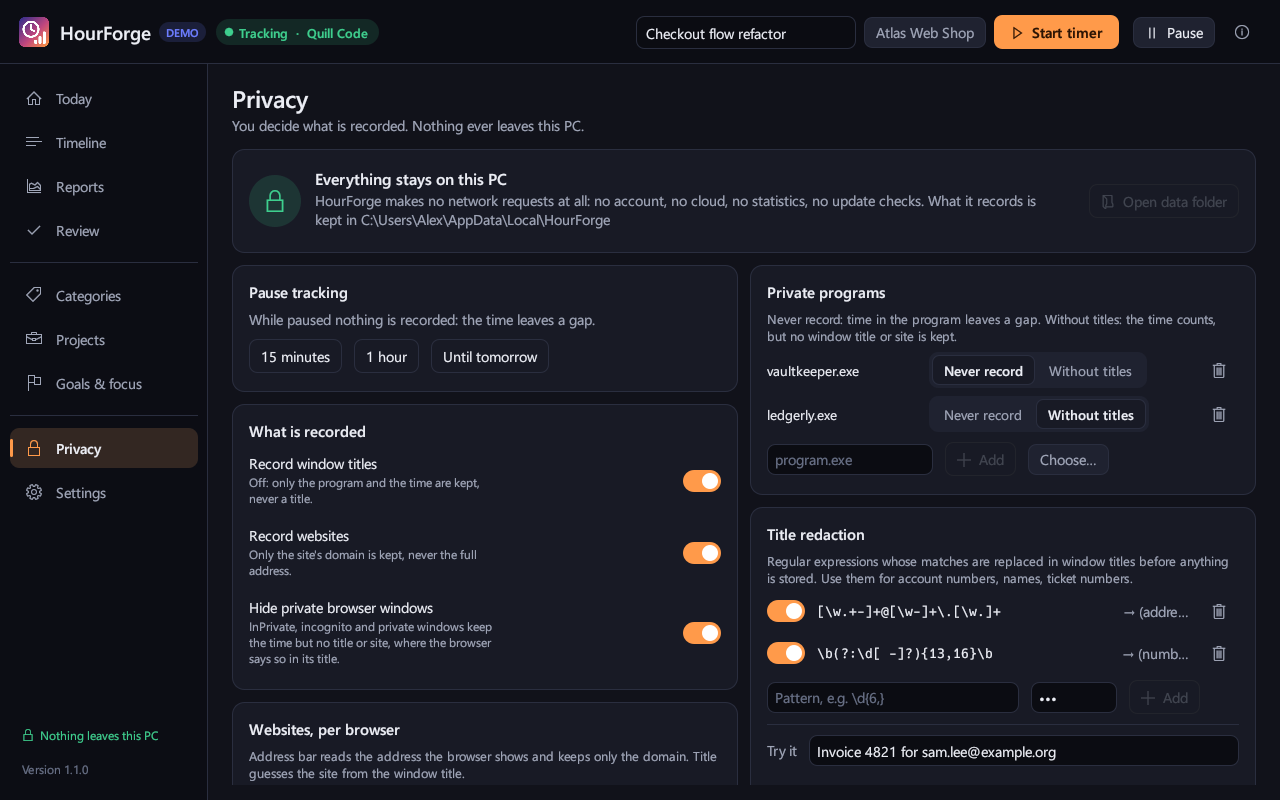 HourForge DEMO Tracking · Quill Code Checkout flow refactor Atlas Web Shop Start timer Pause
Today
Timeline
Reports
Review
Categories
Projects
Goals & focus
Privacy
Settings
Nothing leaves this PC
Version 1.1.0
Privacy
You decide what is recorded. Nothing ever leaves this PC.
Everything stays on this PC
HourForge makes no network requests at all: no account, no cloud, no statistics, no update checks. What it records is
kept in C:\Users\Alex\AppData\Local\HourForge
Open data folder
Pause tracking
While paused nothing is recorded: the time leaves a gap.
15 minutes 1 hour Until tomorrow
What is recorded
Record window titles
Off: only the program and the time are kept,
never a title.
Record websites
Only the site's domain is kept, never the full
address.
Hide private browser windows
InPrivate, incognito and private windows keep
the time but no title or site, where the browser
says so in its title.
Websites, per browser
Address bar reads the address the browser shows and keeps only the domain. Title
guesses the site from the window title.
Private programs
Never record: time in the program leaves a gap. Without titles: the time counts,
but no window title or site is kept.
vaultkeeper.exe Never record Without titles
ledgerly.exe Never record Without titles
program.exe Add Choose...
Title redaction
Regular expressions whose matches are replaced in window titles before anything
is stored. Use them for account numbers, names, ticket numbers.
[\w.+-]+@[\w-]+\.[\w.]+ → (addre...
\b(?:\d[ -]?){13,16}\b → (numb...
Pattern, e.g. \d{6,} ••• Add
Try it Invoice 4821 for sam.lee@example.org